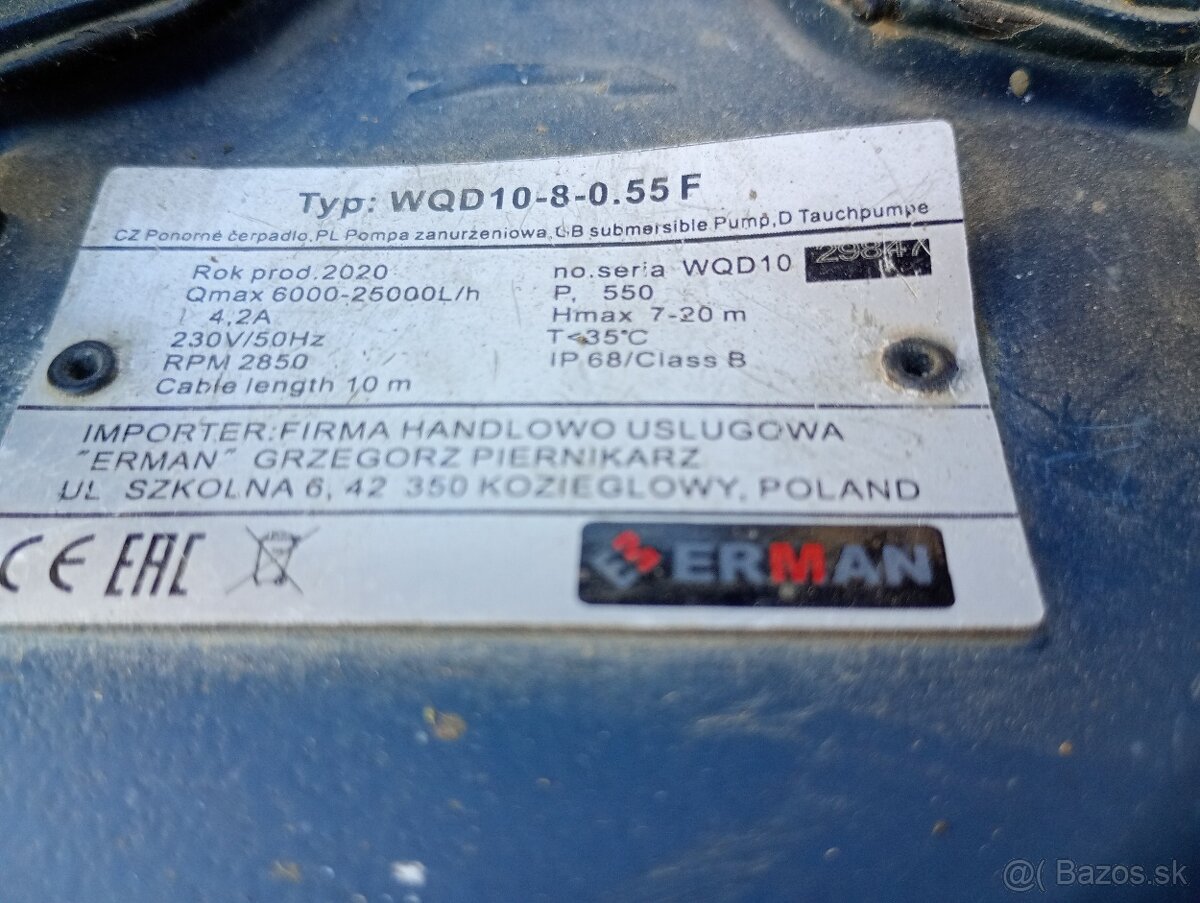 Typ: WQD10-8-0.55 F
CZ Ponorné čerpadlo, PL Pompa zanurzeniowa, GB submersible Pump, D Tauchpumpe
Rok prod. 2020 no. seria WQD10 29847
Qmax 6000-25000L/h P, 550
I 4,2A Hmax 7-20 m
230V/50Hz T<35°C
RPM 2850 IP 68/Class B
Cable length 10 m
IMPORTER: FIRMA HANDLOWO USLUGOWA
"ERMAN" GRZEGORZ PIERNIKARZ
UL SZKOLNA 6, 42 350 KOZIEGLOWY, POLAND
CE EAC ERMAN
@( Bazos.sk